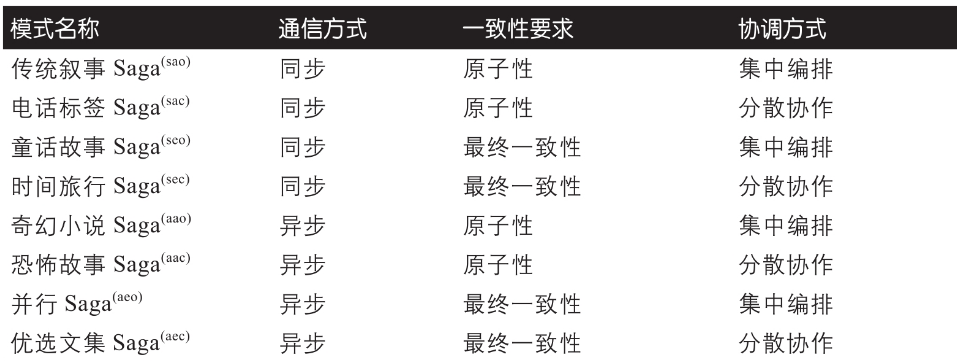 模式名称 通信方式 一致性要求 协调方式
传统叙事 Saga(sao) 同步 原子性 集中编排
电话标签 Saga(sac) 同步 原子性 分散协作
童话故事 Saga(seo) 同步 最终一致性 集中编排
时间旅行 Saga(sec) 同步 最终一致性 分散协作
奇幻小说 Saga(aao) 异步 原子性 集中编排
恐怖故事 Saga(aac) 异步 原子性 分散协作
并行 Saga(aeo) 异步 最终一致性 集中编排
优选文集 Saga(aec) 异步 最终一致性 分散协作